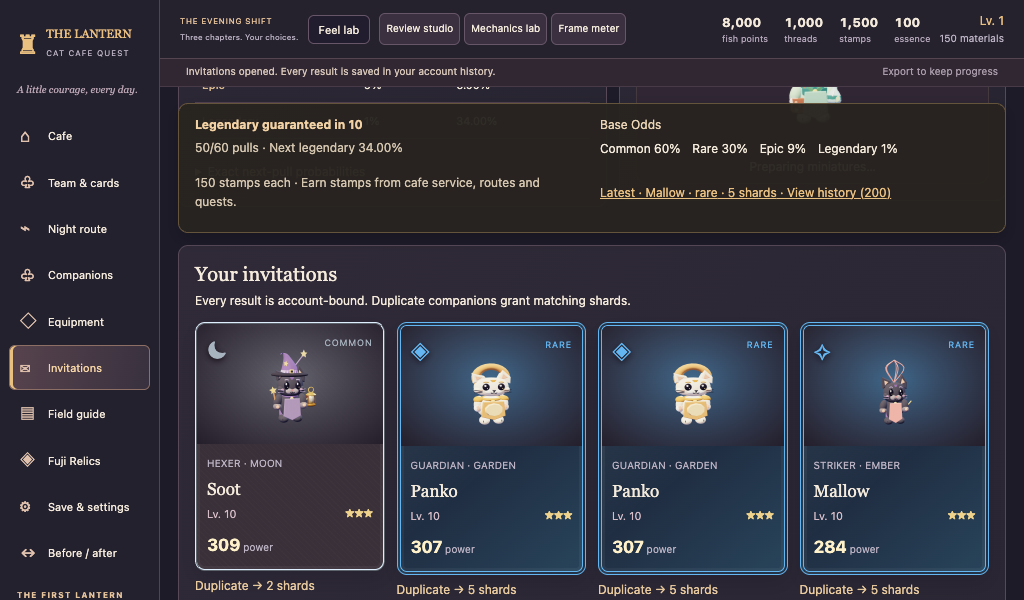 THE LANTERN
CAT CAFE QUEST
A little courage, every day.
Cafe
Team & cards
Night route
Companions
Equipment
Invitations
Field guide
Fuji Relics
Save & settings
Before / after
THE FIRST LANTERN
THE EVENING SHIFT
Three chapters. Your choices.
Feel lab
Review studio
Mechanics lab
Frame meter
8,000
fish points
1,000
threads
1,500
stamps
100
essence
Lv. 1
150 materials
Invitations opened. Every result is saved in your account history.
Export to keep progress
Legendary guaranteed in 10
50/60 pulls · Next legendary 34.00%
150 stamps each · Earn stamps from cafe service, routes and
quests.
Base Odds
Common 60% Rare 30% Epic 9% Legendary 1%
Preparing miniatures...
Latest · Mallow · rare · 5 shards · View history (200)
Your invitations
Every result is account-bound. Duplicate companions grant matching shards.
COMMON
HEXER · MOON
Soot
Lv. 10
309 power
Duplicate → 2 shards
RARE
GUARDIAN · GARDEN
Panko
Lv. 10
307 power
Duplicate → 5 shards
RARE
GUARDIAN · GARDEN
Panko
Lv. 10
307 power
Duplicate → 5 shards
RARE
STRIKER · EMBER
Mallow
Lv. 10
284 power
Duplicate → 5 shards